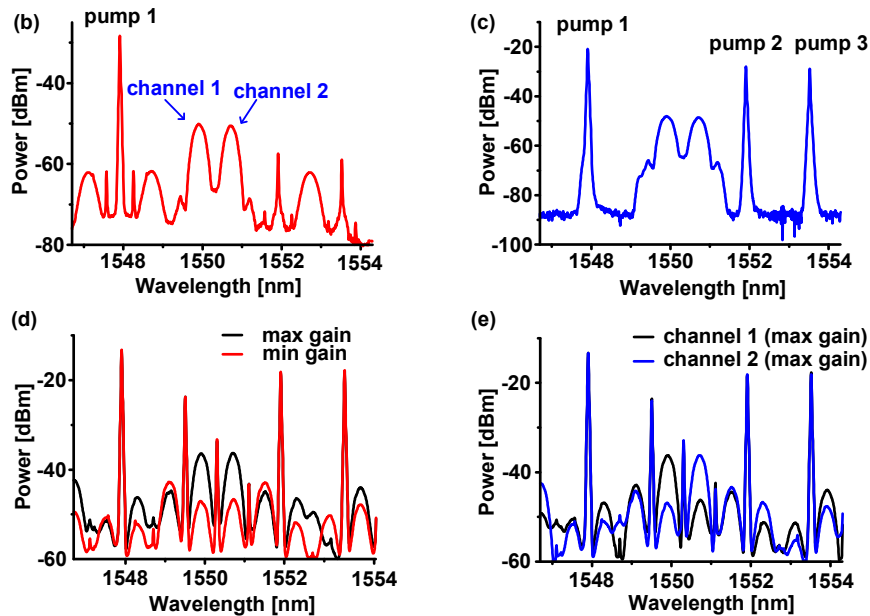 (b)
pump 1
channel 1
channel 2
Power [dBm]
-40
-60
-80
1548
1550
1552
1554
Wavelength [nm]
(c)
pump 1
pump 2
pump 3
Power [dBm]
-20
-40
-60
-80
-100
1548
1550
1552
1554
Wavelength [nm]
(d)
max gain
min gain
Power [dBm]
-20
-40
-60
1548
1550
1552
1554
Wavelength [nm]
(e)
channel 1 (max gain)
channel 2 (max gain)
Power [dBm]
-20
-40
-60
1548
1550
1552
1554
Wavelength [nm]